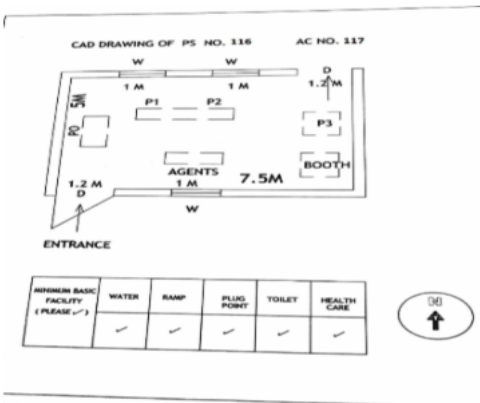 CAD DRAWING OF PS NO. 116 AC NO. 117
W W D
1 M 1 M 1.2 M
5M
P1 P2
PO
P3
AGENTS
BOOTH
1.2 M 1 M 7.5M
D
W
ENTRANCE
MINIMUM BASIC FACILITY (PLEASE ✓) WATER RAMP PLUG POINT TOILET HEALTH CARE
✓ ✓ ✓ ✓ ✓
N